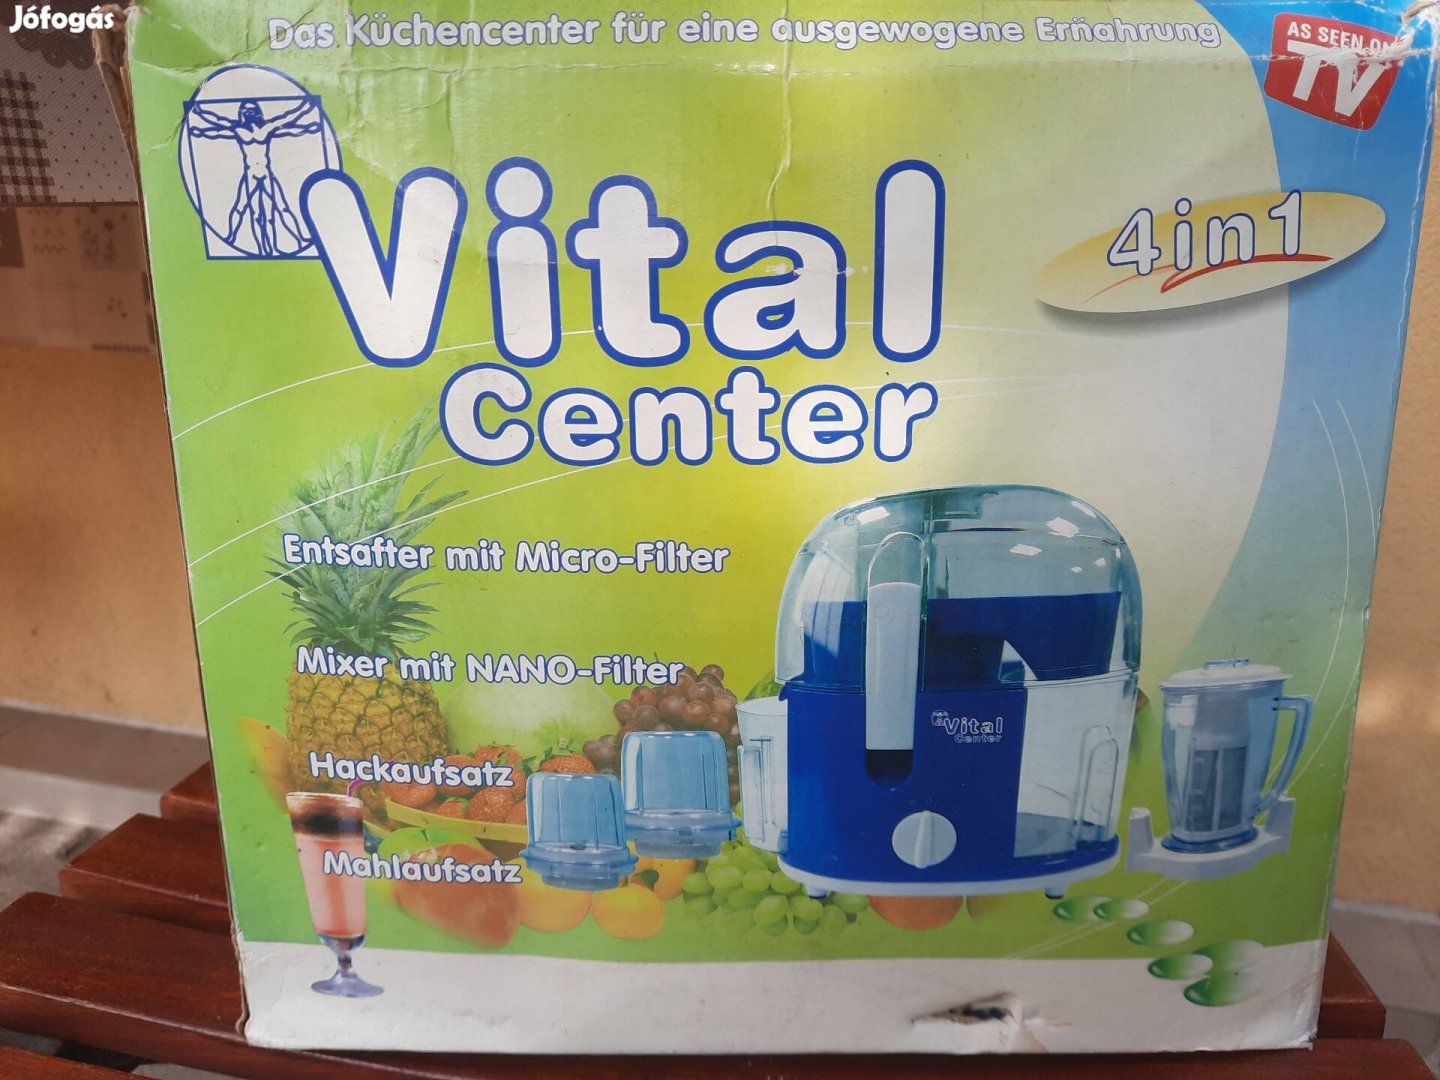 Jófogás
Das Küchencenter für eine ausgewogene Ernährung
AS SEEN ON
TV
Vital
Center
4in1
Entsafter mit Micro-Filter
Mixer mit NANO-Filter
Hackaufsatz
Mahlaufsatz
Vital
Center